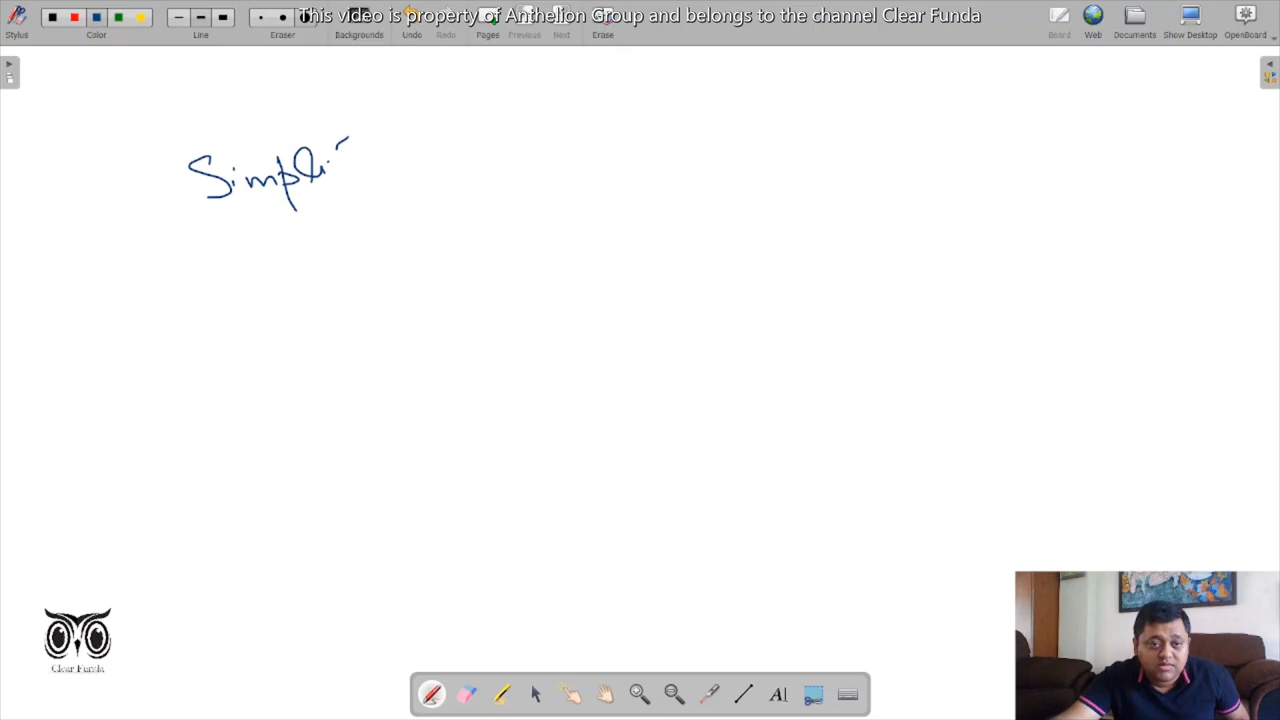 This video is property of Anthelion Group and belongs to the channel Clear Funda
Stylus Color Line Eraser Backgrounds Undo Redo Pages Previous Next Erase Board Web Documents Show Desktop OpenBoard
Simpli
Clear Funda